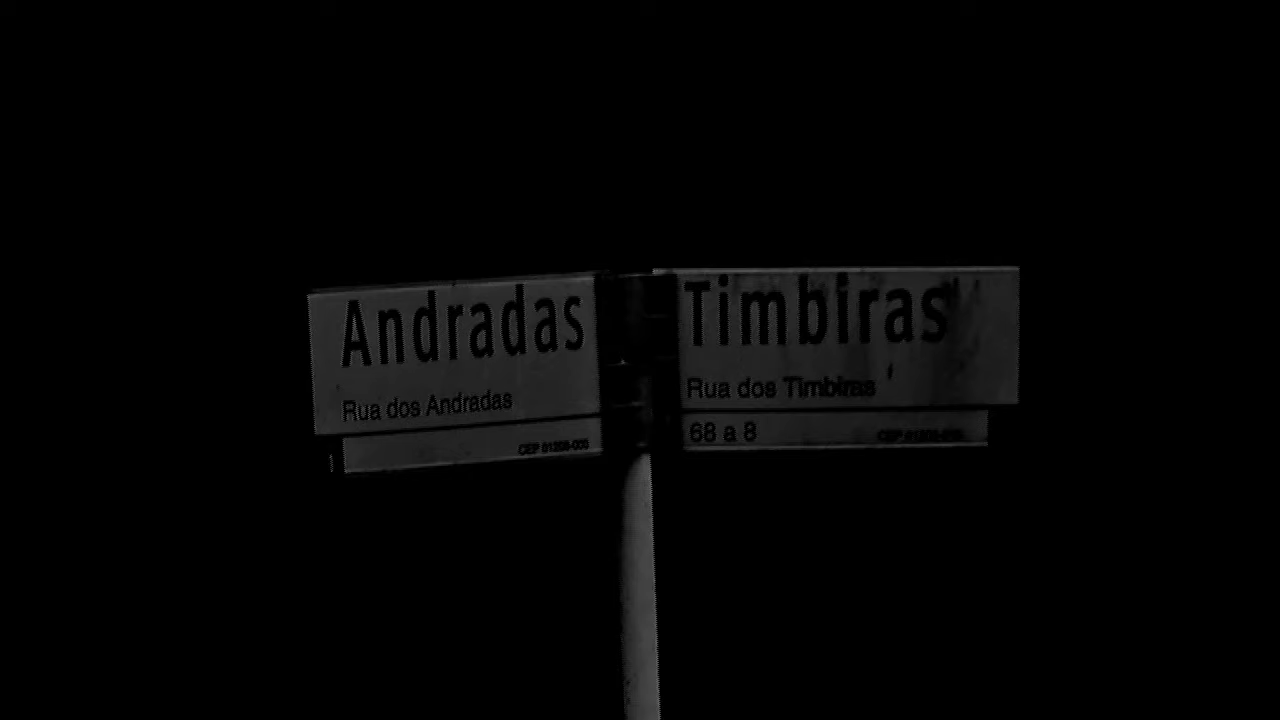 Andradas
Rua dos Andradas
Timbiras
Rua dos Timbiras
68 a 8